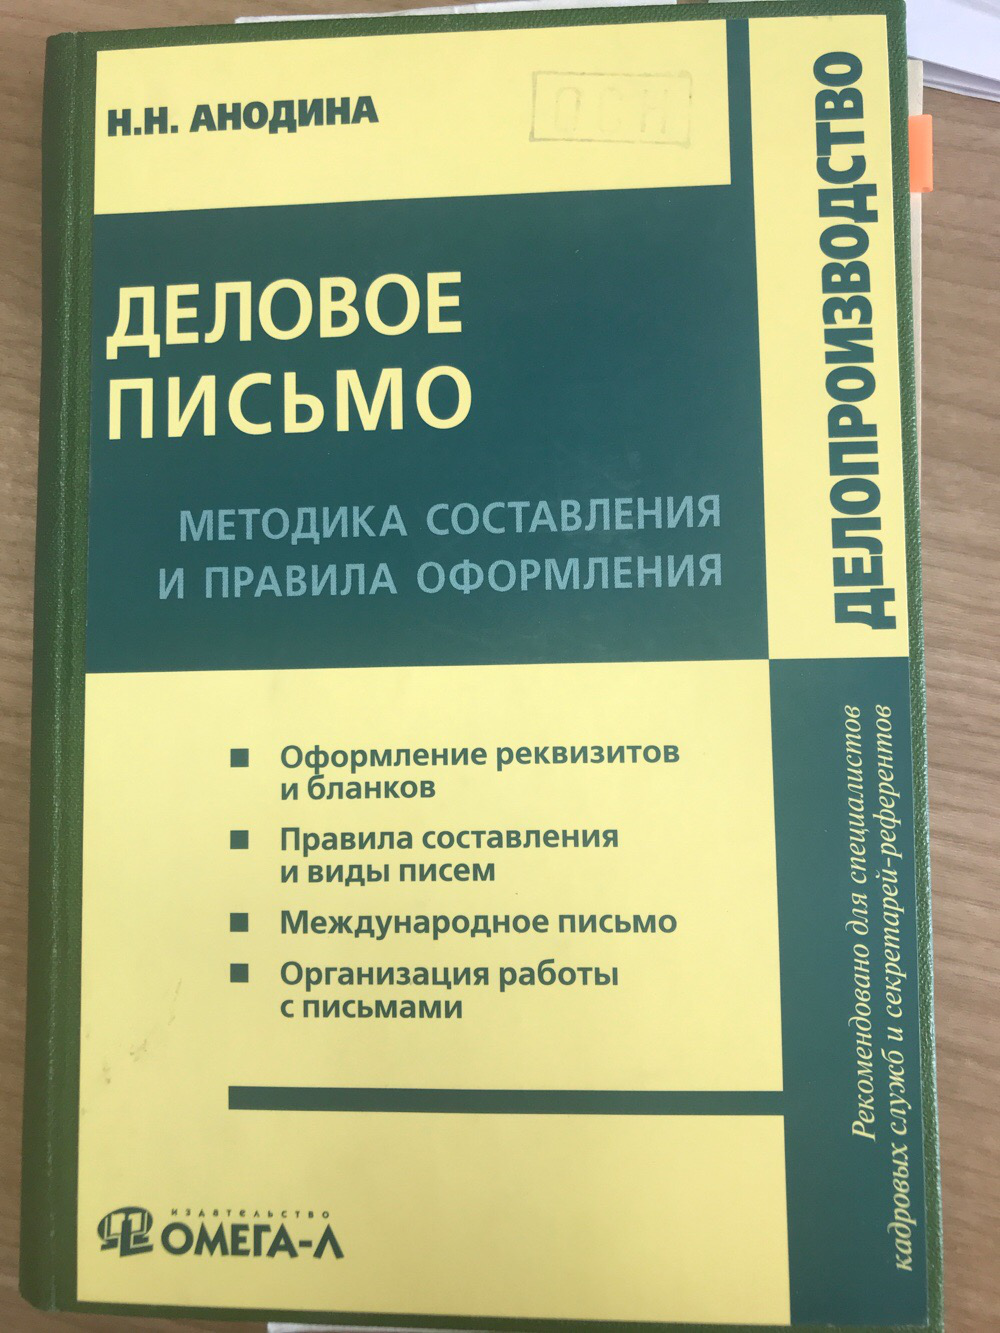 Н.Н. АНОДИНА
ОСН
ДЕЛОВОЕ
ПИСЬМО
МЕТОДИКА СОСТАВЛЕНИЯ
И ПРАВИЛА ОФОРМЛЕНИЯ
Оформление реквизитов
и бланков
Правила составления
и виды писем
Международное письмо
Организация работы
с письмами
ИЗДАТЕЛЬСТВО
ОМЕГА-Л
ДЕЛОПРОИЗВОДСТВО
Рекомендовано для специалистов
кадровых служб и секретарей-референтов